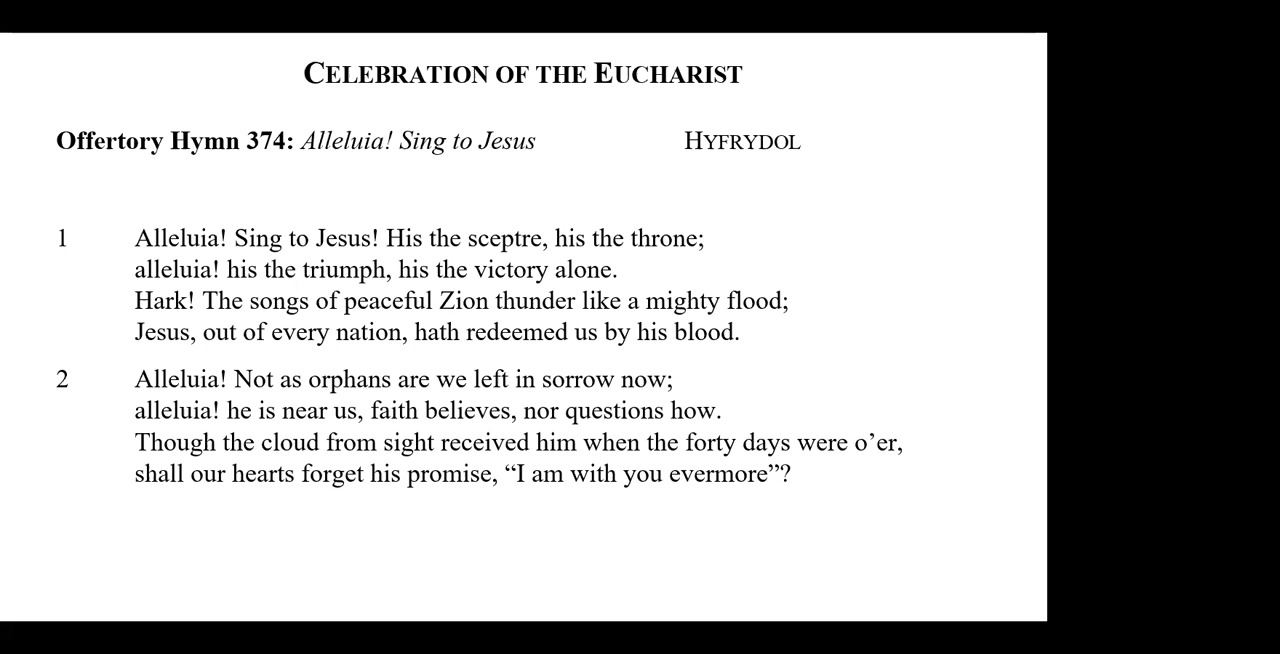 CELEBRATION OF THE EUCHARIST
Offertory Hymn 374: Alleluia! Sing to Jesus HYFRYDOL
1 Alleluia! Sing to Jesus! His the sceptre, his the throne;
alleluia! his the triumph, his the victory alone.
Hark! The songs of peaceful Zion thunder like a mighty flood;
Jesus, out of every nation, hath redeemed us by his blood.
2 Alleluia! Not as orphans are we left in sorrow now;
alleluia! he is near us, faith believes, nor questions how.
Though the cloud from sight received him when the forty days were o’er,
shall our hearts forget his promise, “I am with you evermore”?